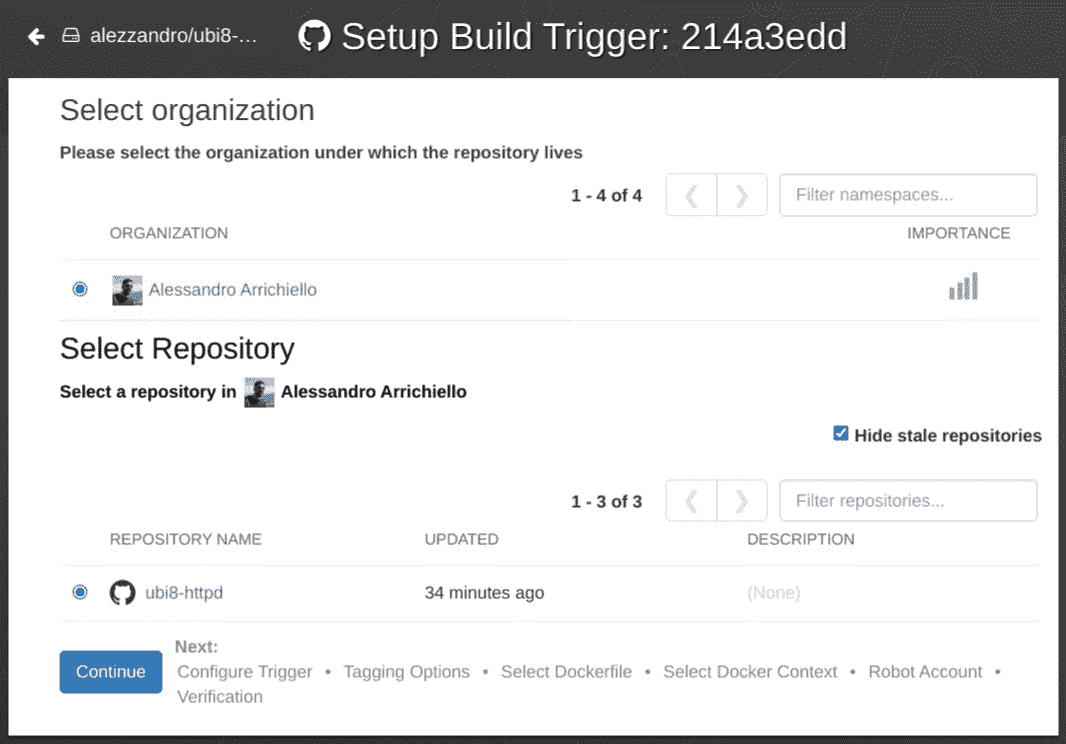 alezzandro/ubi8-... Setup Build Trigger: 214a3edd
Select organization
Please select the organization under which the repository lives
1 - 4 of 4 Filter namespaces...
ORGANIZATION IMPORTANCE
Alessandro Arrichiello
Select Repository
Select a repository in Alessandro Arrichiello
Hide stale repositories
1 - 3 of 3 Filter repositories...
REPOSITORY NAME UPDATED DESCRIPTION
ubi8-httpd 34 minutes ago (None)
Next:
Continue Configure Trigger • Tagging Options • Select Dockerfile • Select Docker Context • Robot Account •
Verification